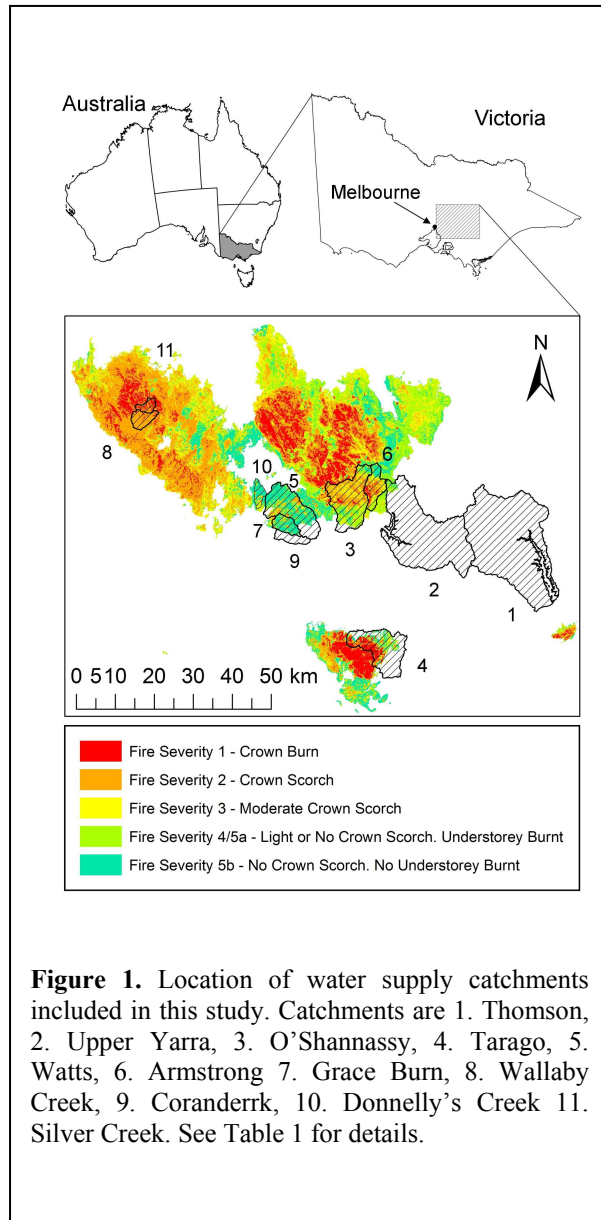 Australia
Victoria
Melbourne
11
N
8
10
5
6
7
9
3
2
1
4
0 5 10 20 30 40 50 km
Fire Severity 1 - Crown Burn
Fire Severity 2 - Crown Scorch
Fire Severity 3 - Moderate Crown Scorch
Fire Severity 4/5a - Light or No Crown Scorch. Understorey Burnt
Fire Severity 5b - No Crown Scorch. No Understorey Burnt
Figure 1. Location of water supply catchments
included in this study. Catchments are 1. Thomson,
2. Upper Yarra, 3. O'Shannassy, 4. Tarago, 5.
Watts, 6. Armstrong 7. Grace Burn, 8. Wallaby
Creek, 9. Coranderrk, 10. Donnelly's Creek 11.
Silver Creek. See Table 1 for details.